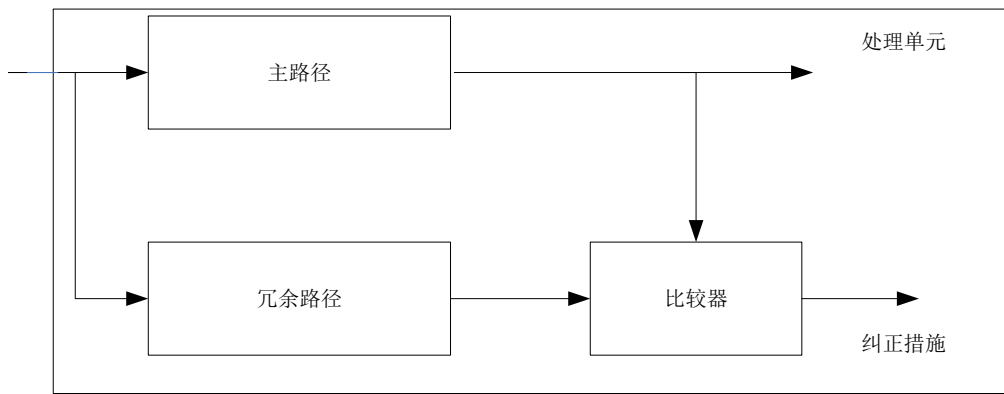 处理单元
主路径
冗余路径
比较器
纠正措施